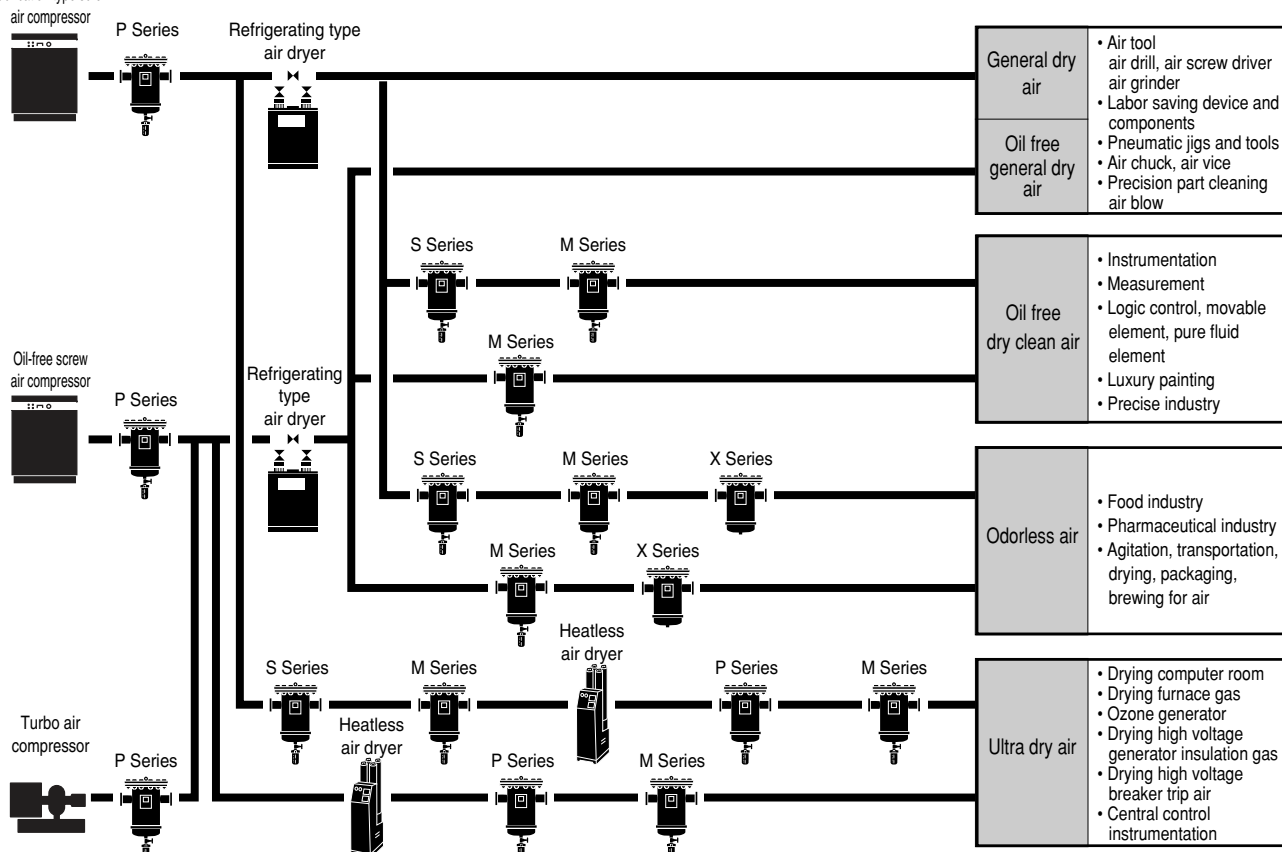 air compressor
P Series
Refrigerating type
air dryer
General dry
air
• Air tool
air drill, air screw driver
air grinder
• Labor saving device and
components
• Pneumatic jigs and tools
• Air chuck, air vice
• Precision part cleaning
air blow
Oil free
general dry
air
S Series
M Series
Oil free
dry clean air
• Instrumentation
• Measurement
• Logic control, movable
element, pure fluid
element
• Luxury painting
• Precise industry
M Series
Oil-free screw
air compressor
P Series
Refrigerating
type
air dryer
S Series
M Series
X Series
Odorless air
• Food industry
• Pharmaceutical industry
• Agitation, transportation,
drying, packaging,
brewing for air
M Series
X Series
S Series
M Series
Heatless
air dryer
P Series
M Series
Ultra dry air
• Drying computer room
• Drying furnace gas
• Ozone generator
• Drying high voltage
generator insulation gas
• Drying high voltage
breaker trip air
• Central control
instrumentation
Turbo air
compressor
P Series
Heatless
air dryer
P Series
M Series